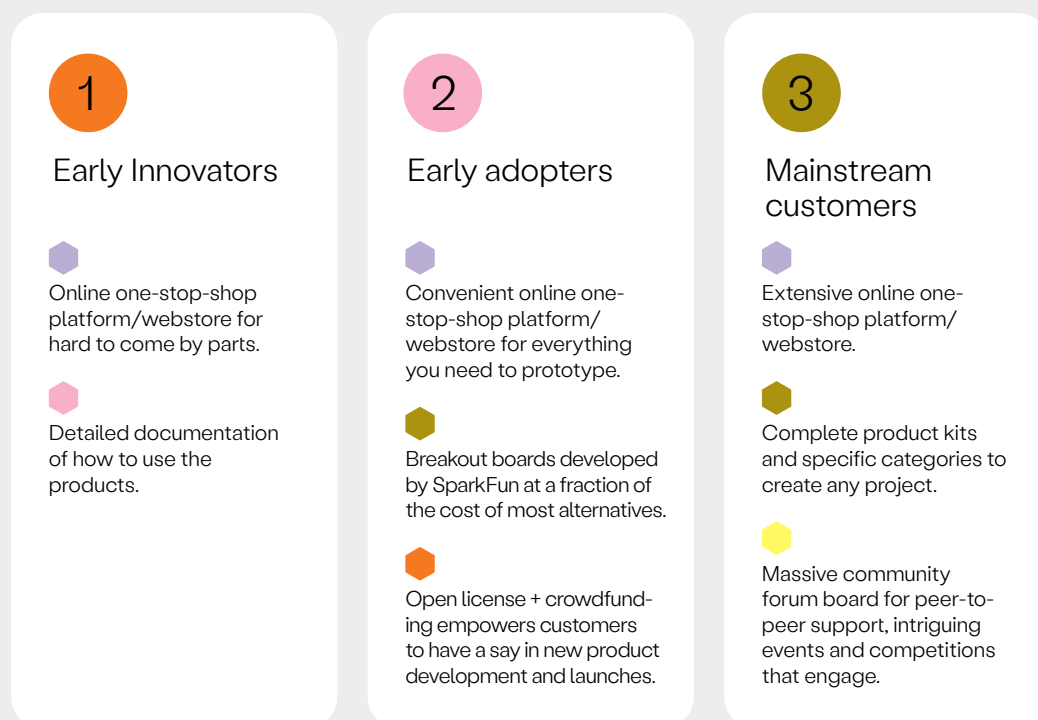 1
Early Innovators
Online one-stop-shop
platform/webstore for
hard to come by parts.
Detailed documentation
of how to use the
products.
2
Early adopters
Convenient online one-
stop-shop platform/
webstore for everything
you need to prototype.
Breakout boards developed
by SparkFun at a fraction of
the cost of most alternatives.
Open license + crowdfund-
ing empowers customers
to have a say in new product
development and launches.
3
Mainstream
customers
Extensive online one-
stop-shop platform/
webstore.
Complete product kits
and specific categories to
create any project.
Massive community
forum board for peer-to-
peer support, intriguing
events and competitions
that engage.